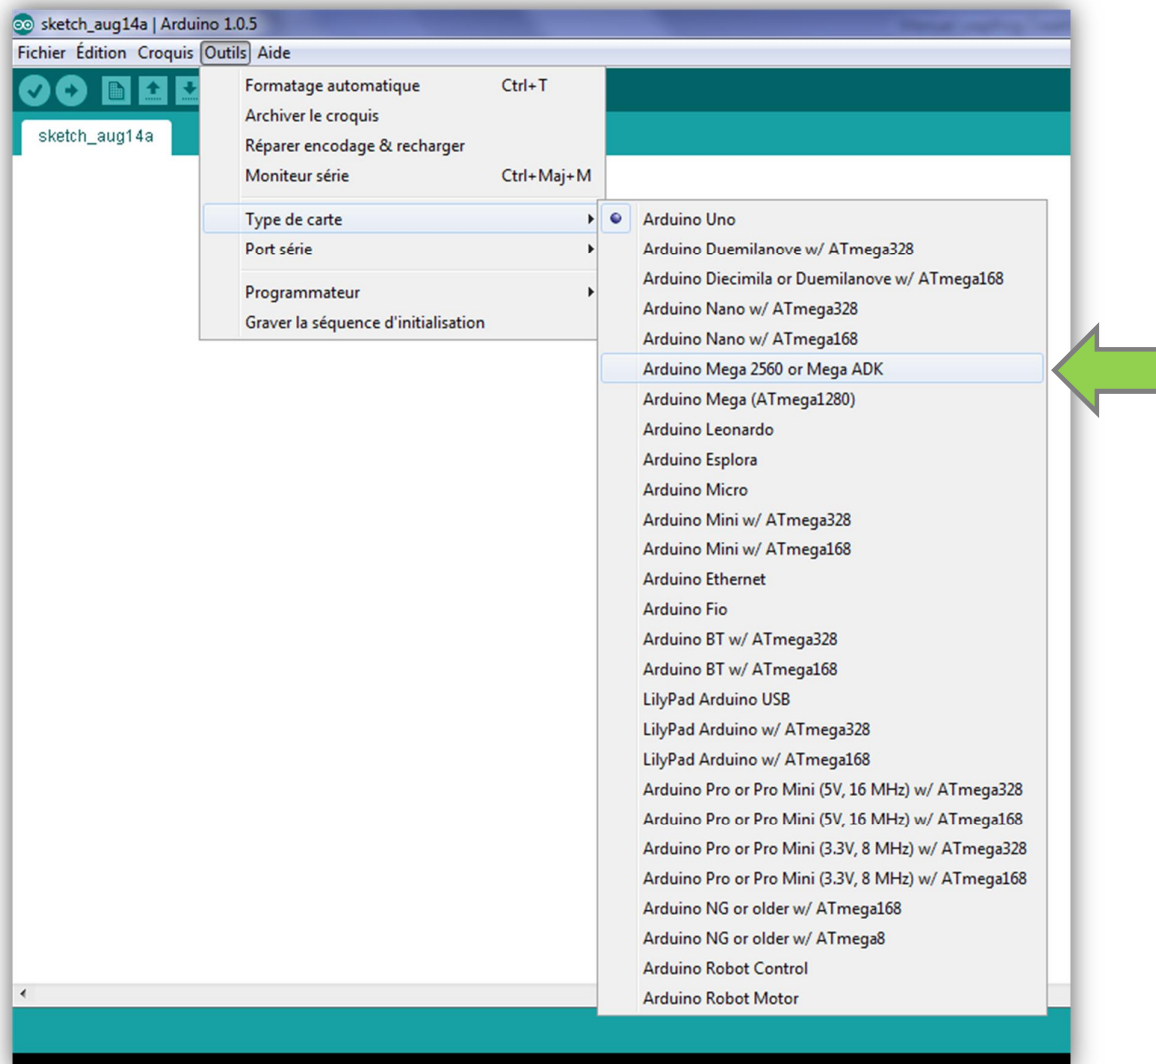 sketch_aug14a | Arduino 1.0.5
Fichier Édition Croquis Outils Aide
Formatage automatique Ctrl+T
Archiver le croquis
sketch_aug14a
Réparer encodage & recharger
Moniteur série Ctrl+Maj+M
Type de carte
Port série
Programmateur
Graver la séquence d'initialisation
Arduino Uno
Arduino Duemilanove w/ ATmega328
Arduino Diecimila or Duemilanove w/ ATmega168
Arduino Nano w/ ATmega328
Arduino Nano w/ ATmega168
Arduino Mega 2560 or Mega ADK
Arduino Mega (ATmega1280)
Arduino Leonardo
Arduino Esplora
Arduino Micro
Arduino Mini w/ ATmega328
Arduino Mini w/ ATmega168
Arduino Ethernet
Arduino Fio
Arduino BT w/ ATmega328
Arduino BT w/ ATmega168
LilyPad Arduino USB
LilyPad Arduino w/ ATmega328
LilyPad Arduino w/ ATmega168
Arduino Pro or Pro Mini (5V, 16 MHz) w/ ATmega328
Arduino Pro or Pro Mini (5V, 16 MHz) w/ ATmega168
Arduino Pro or Pro Mini (3.3V, 8 MHz) w/ ATmega328
Arduino Pro or Pro Mini (3.3V, 8 MHz) w/ ATmega168
Arduino NG or older w/ ATmega168
Arduino NG or older w/ ATmega8
Arduino Robot Control
Arduino Robot Motor